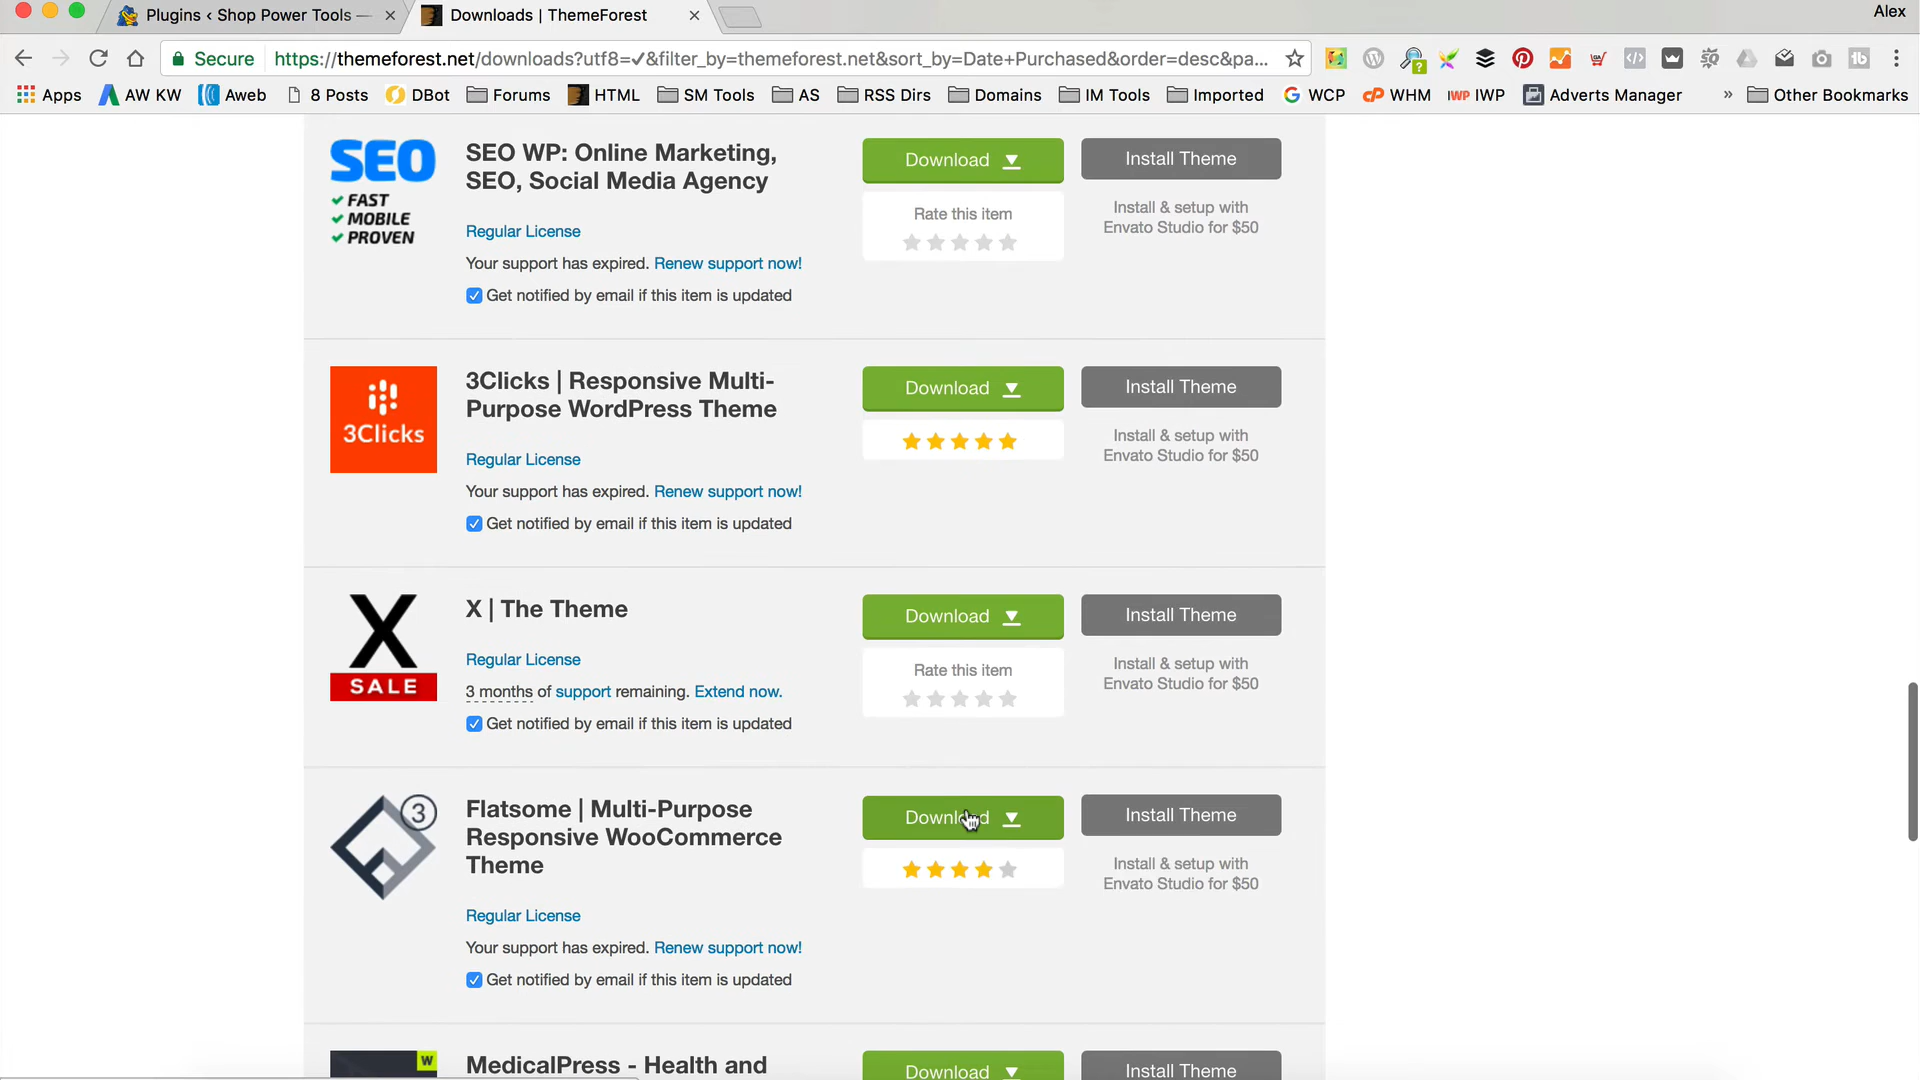 Plugins ‹ Shop Power Tools —
Downloads | ThemeForest
Alex
Secure
https://themeforest.net/downloads?utf8=✓&filter_by=themeforest.net&sort_by=Date+Purchased&order=desc&pa...
Apps
AW KW
Aweb
8 Posts
DBot
Forums
HTML
SM Tools
AS
RSS Dirs
Domains
IM Tools
Imported
WCP
WHM
IWP
Adverts Manager
»
Other Bookmarks
SEO
FAST
MOBILE
PROVEN
SEO WP: Online Marketing,
SEO, Social Media Agency
Regular License
Your support has expired. Renew support now!
Get notified by email if this item is updated
Download
Rate this item
Install Theme
Install & setup with
Envato Studio for $50
3Clicks
3Clicks | Responsive Multi-
Purpose WordPress Theme
Regular License
Your support has expired. Renew support now!
Get notified by email if this item is updated
Download
Install Theme
Install & setup with
Envato Studio for $50
X
SALE
X | The Theme
Regular License
3 months of support remaining. Extend now.
Get notified by email if this item is updated
Download
Rate this item
Install Theme
Install & setup with
Envato Studio for $50
3
Flatsome | Multi-Purpose
Responsive WooCommerce
Theme
Regular License
Your support has expired. Renew support now!
Get notified by email if this item is updated
Download
Install Theme
Install & setup with
Envato Studio for $50
W
MedicalPress - Health and
Download
Install Theme